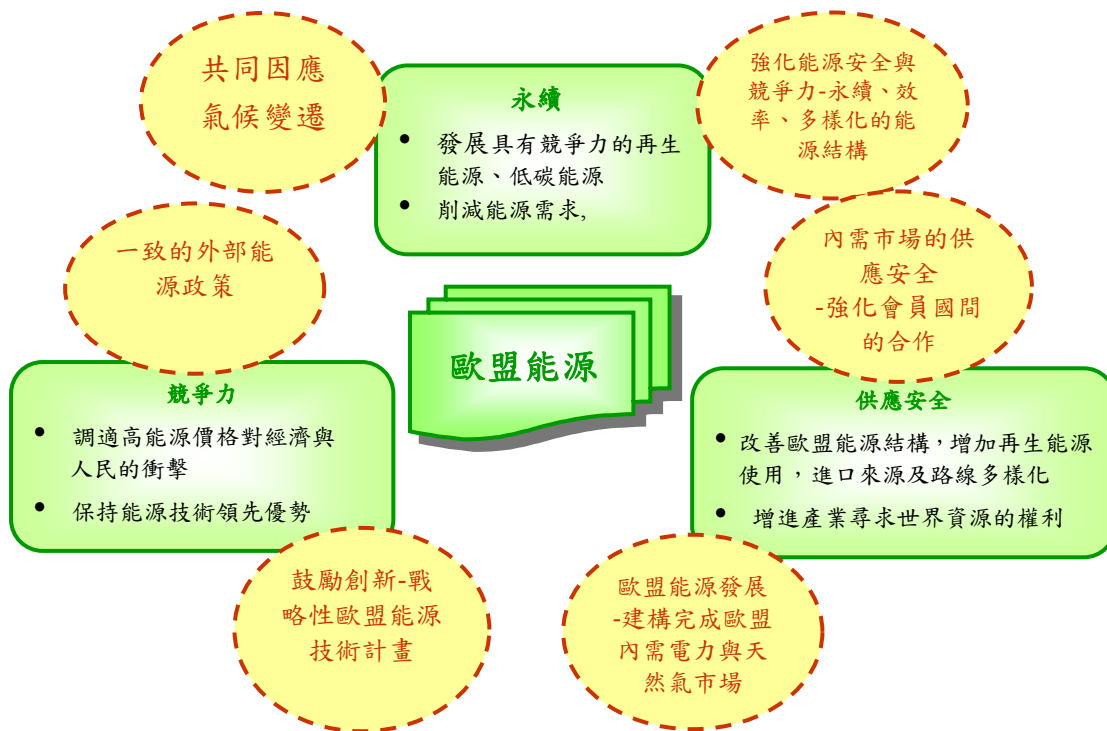 共同因應
氣候變遷
永續
• 發展具有競爭力的再生
能源、低碳能源
• 削減能源需求,
強化能源安全與
競爭力-永續、效
率、多樣化的能
源結構
一致的外部能
源政策
歐盟能源
內需市場的供
應安全
-強化會員國間
的合作
競爭力
• 調適高能源價格對經濟與
人民的衝擊
• 保持能源技術領先優勢
供應安全
• 改善歐盟能源結構，增加再生能源
使用，進口來源及路線多樣化
• 增進產業尋求世界資源的權利
鼓勵創新-戰
略性歐盟能源
技術計畫
歐盟能源發展
-建構完成歐盟
內需電力與天
然氣市場